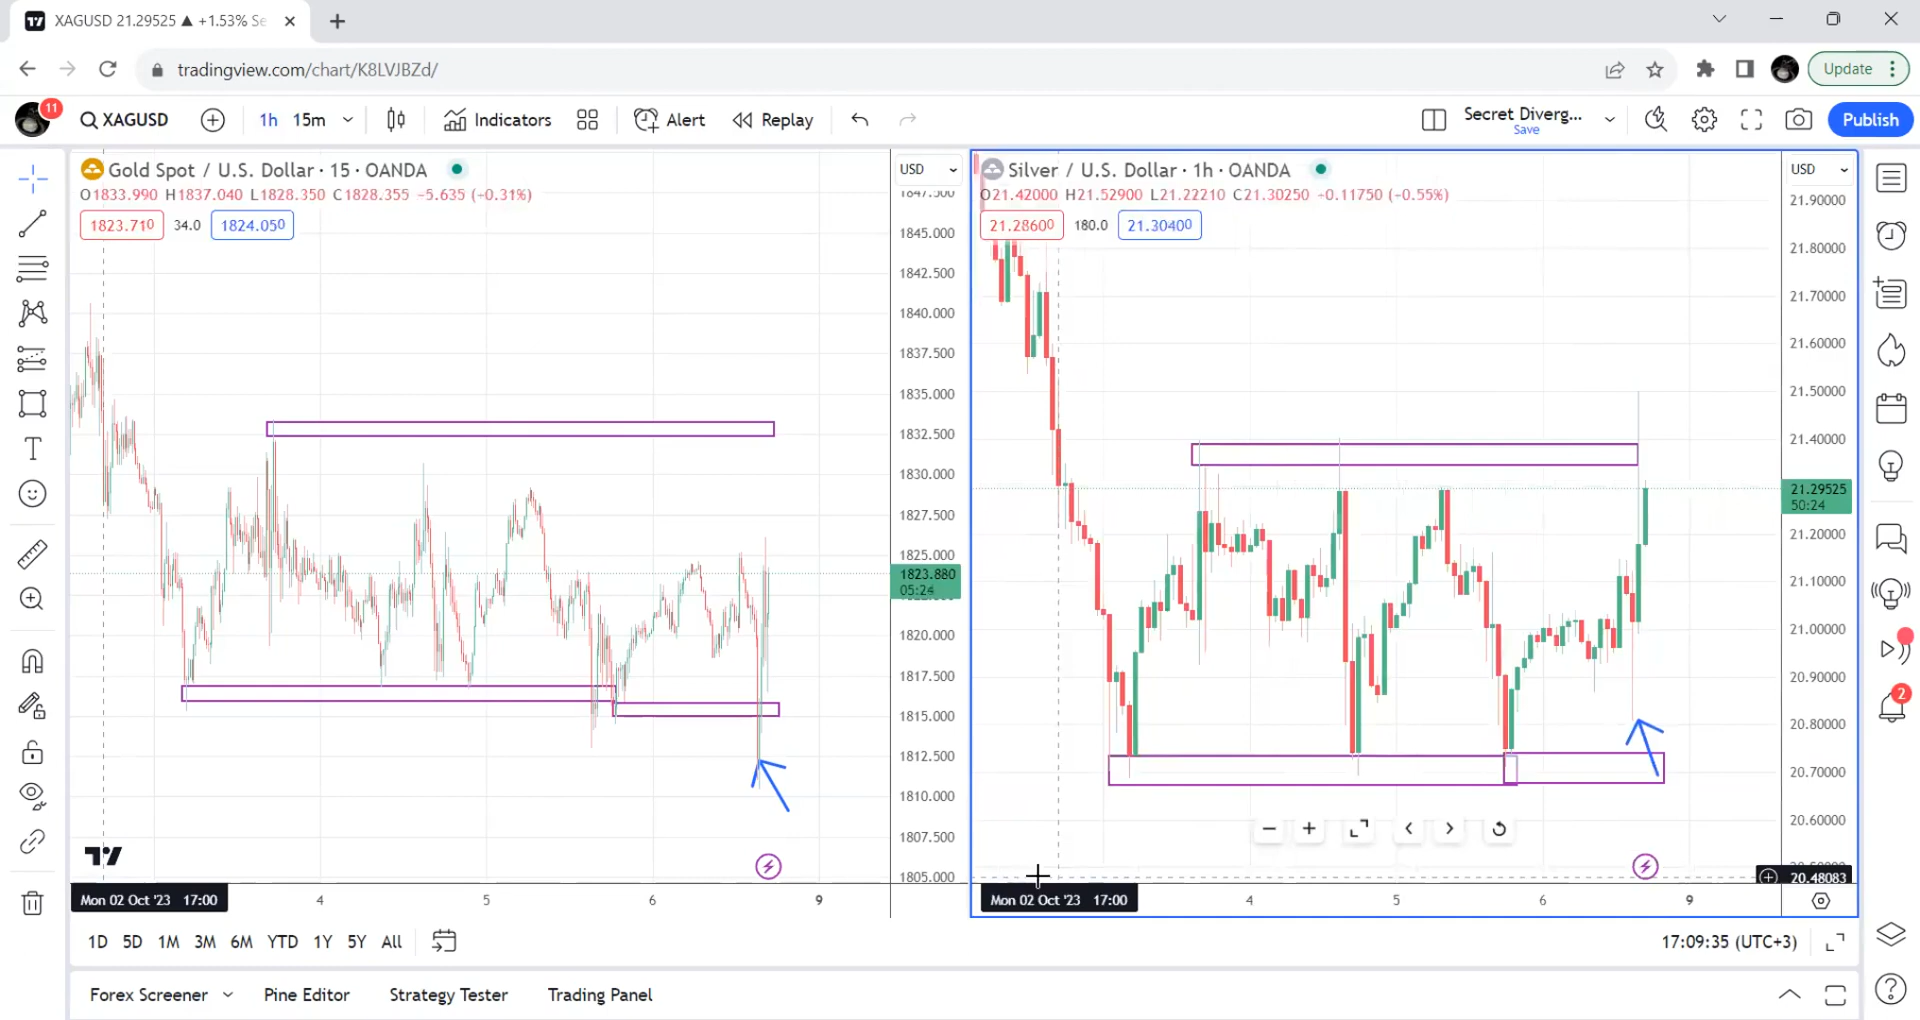 XAGUSD 21.29525 ▲ +1.53% Se
tradingview.com/chart/K8LVJBZd/
Update
11
XAGUSD
1h 15m
Indicators
Alert
Replay
Secret Diverg...
Save
Publish
Gold Spot / U.S. Dollar · 15 · OANDA
O1833.990 H1837.040 L1828.350 C1828.355 −5.635 (−0.31%)
1823.710 34.0 1824.050
USD
1847.500
1845.000
1842.500
1840.000
1837.500
1835.000
1832.500
1830.000
1827.500
1825.000
1823.880
05:24
1820.000
1817.500
1815.000
1812.500
1810.000
1807.500
1805.000
Mon 02 Oct '23 17:00
4 5 6 9
Silver / U.S. Dollar · 1h · OANDA
O21.42000 H21.52900 L21.22210 C21.30250 −0.11750 (−0.55%)
21.28600 180.0 21.30400
USD
21.90000
21.80000
21.70000
21.60000
21.50000
21.40000
21.29525
50:24
21.20000
21.10000
21.00000
20.90000
20.80000
20.70000
20.60000
20.48083
Mon 02 Oct '23 17:00
4 5 6 9
2
1D 5D 1M 3M 6M YTD 1Y 5Y All
17:09:35 (UTC+3)
Forex Screener
Pine Editor
Strategy Tester
Trading Panel